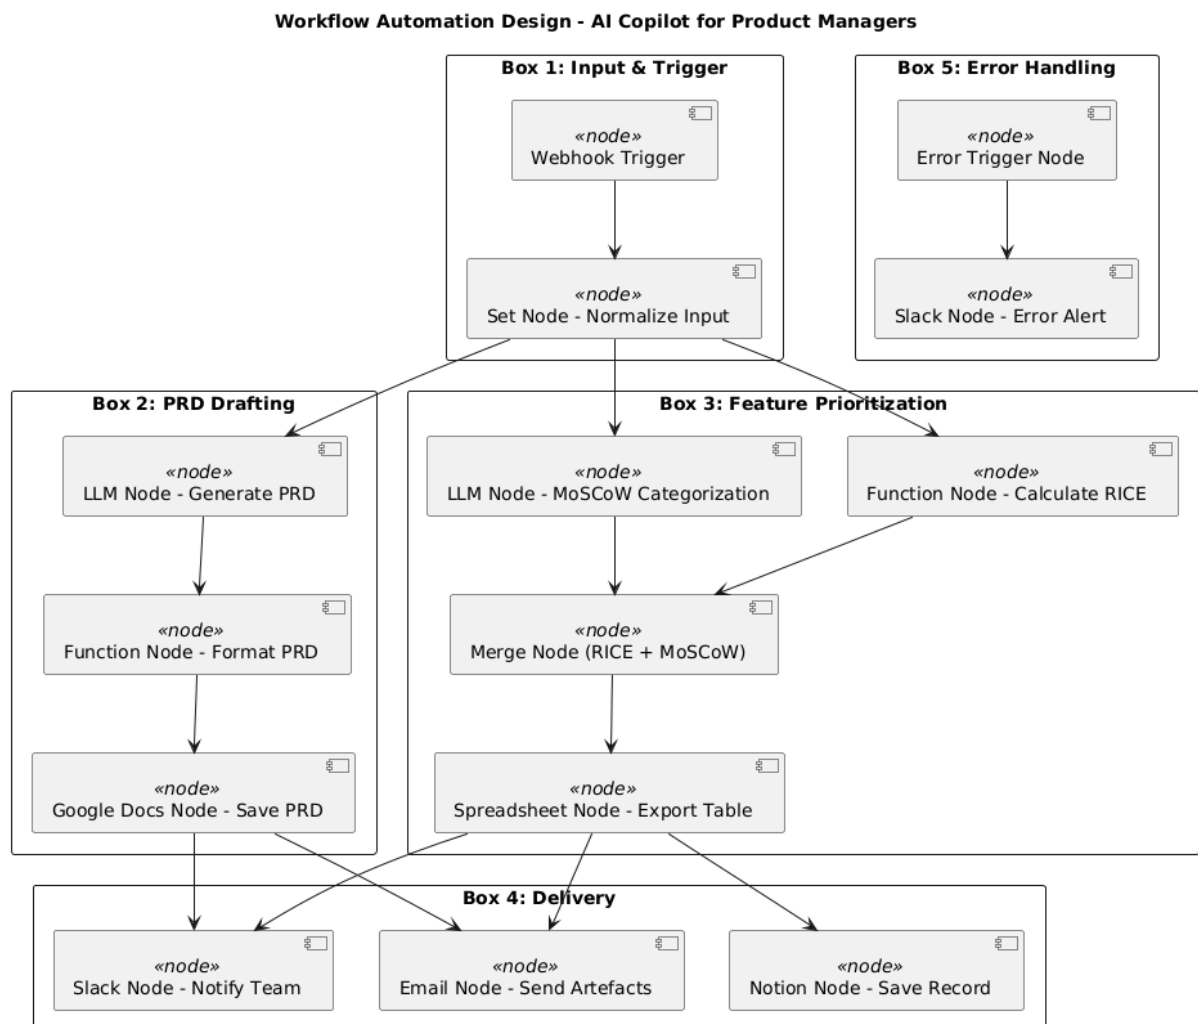 Workflow Automation Design - AI Copilot for Product Managers
Box 1: Input & Trigger
«node»
Webhook Trigger
«node»
Set Node - Normalize Input
Box 5: Error Handling
«node»
Error Trigger Node
«node»
Slack Node - Error Alert
Box 2: PRD Drafting
«node»
LLM Node - Generate PRD
«node»
Function Node - Format PRD
«node»
Google Docs Node - Save PRD
Box 3: Feature Prioritization
«node»
LLM Node - MoSCoW Categorization
«node»
Function Node - Calculate RICE
«node»
Merge Node (RICE + MoSCoW)
«node»
Spreadsheet Node - Export Table
Box 4: Delivery
«node»
Slack Node - Notify Team
«node»
Email Node - Send Artefacts
«node»
Notion Node - Save Record